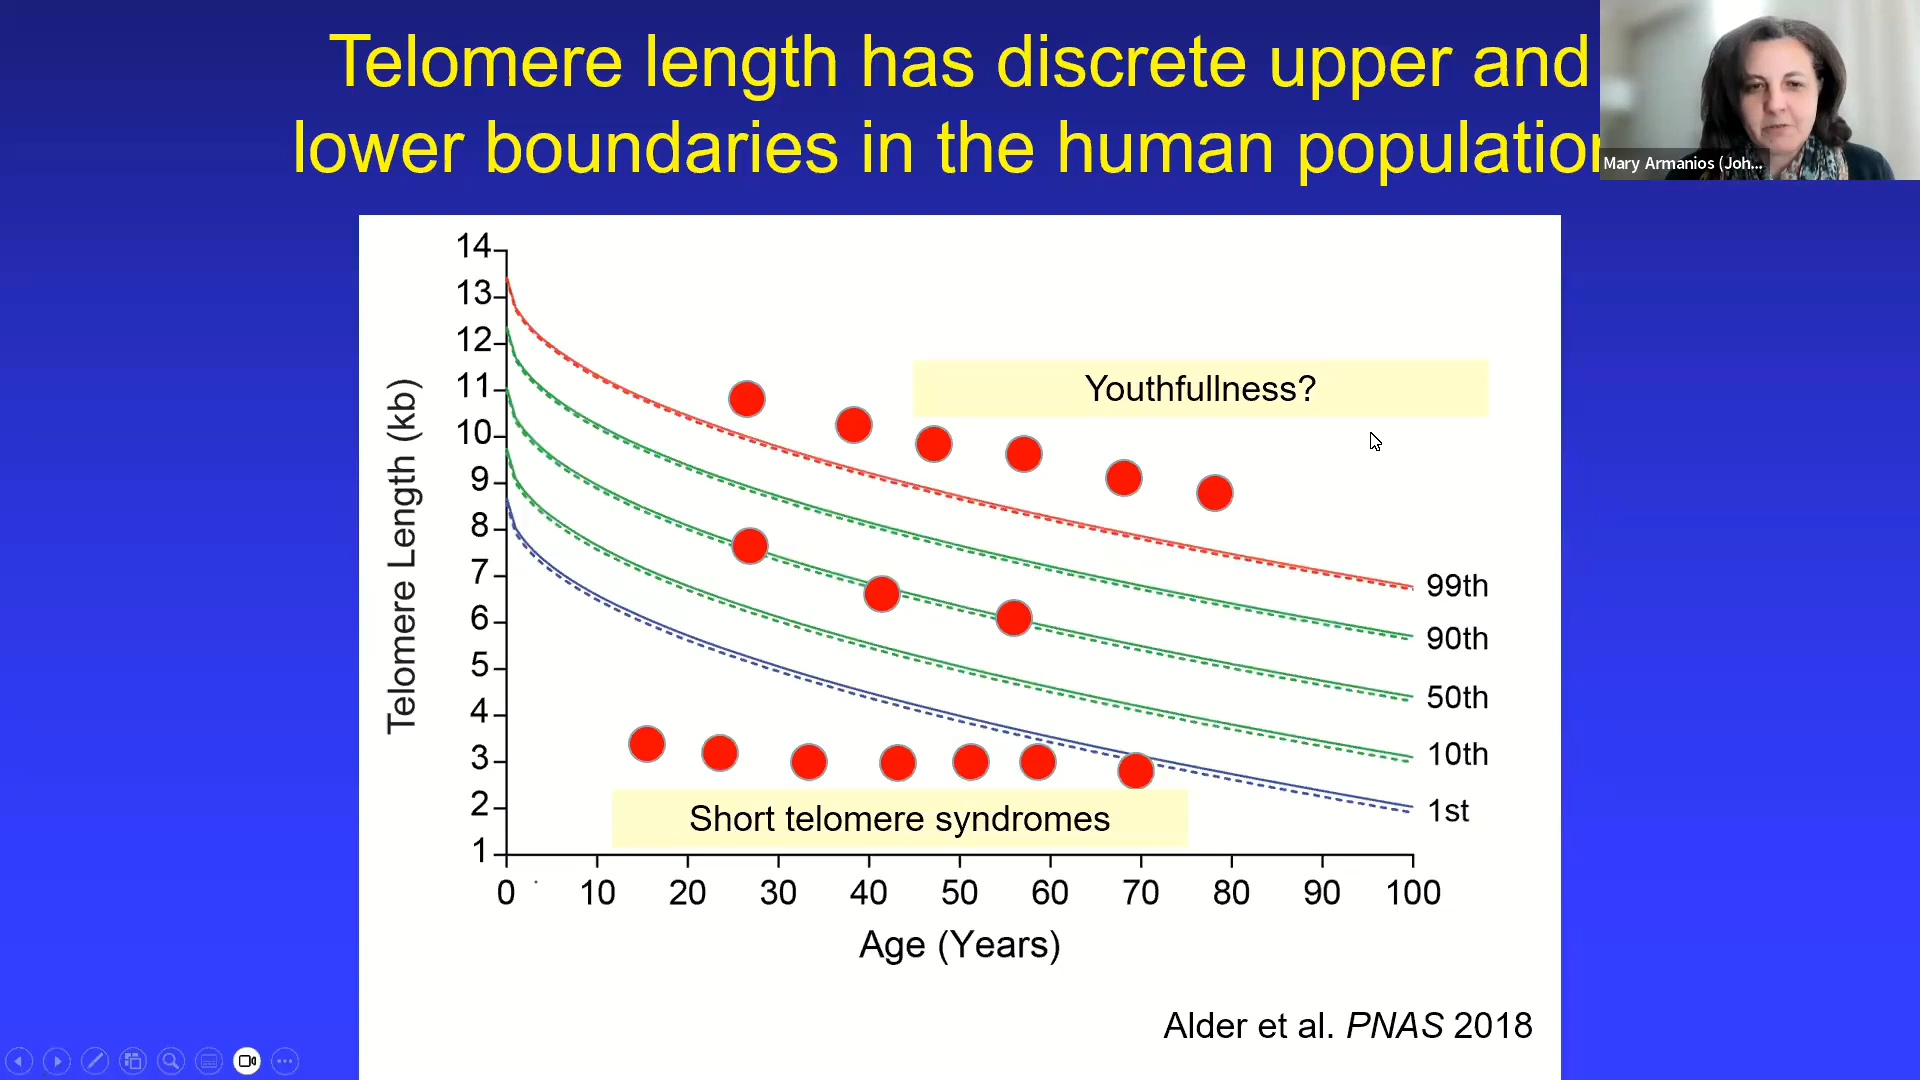 Telomere length has discrete upper and
lower boundaries in the human population
Mary Armanios (Joh...
14
13
12
11
10
9
8
7
6
5
4
3
2
1
Telomere Length (kb)
Youthfullness?
99th
90th
50th
10th
1st
Short telomere syndromes
0 10 20 30 40 50 60 70 80 90 100
Age (Years)
Alder et al. PNAS 2018